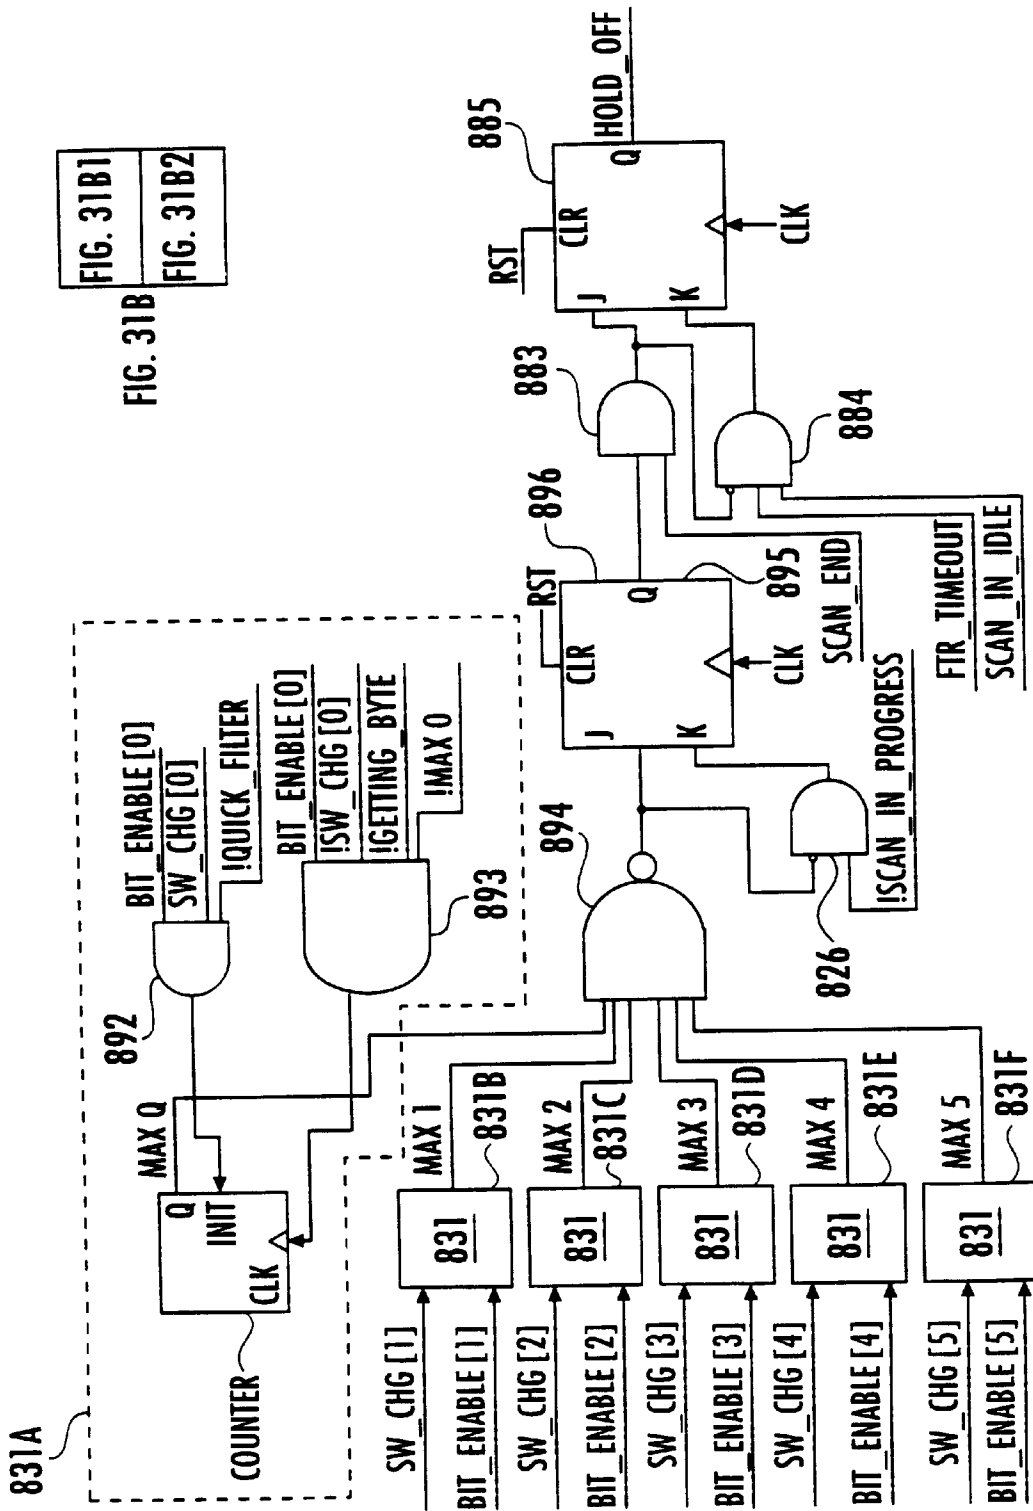 831A
COUNTER
Q
INIT
CLK
MAX Q
892
BIT_ENABLE [0]
SW_CHG [0]
!QUICK_FILTER
893
BIT_ENABLE [0]
!SW_CHG [0]
!GETTING_BYTE
!MAX 0
SW_CHG [1]
BIT_ENABLE [1]
831
MAX 1
831B
SW_CHG [2]
BIT_ENABLE [2]
831
MAX 2
831C
SW_CHG [3]
BIT_ENABLE [3]
831
MAX 3
831D
SW_CHG [4]
BIT_ENABLE [4]
831
MAX 4
831E
SW_CHG [5]
BIT_ENABLE [5]
831
MAX 5
831F
894
826
!SCAN_IN_PROGRESS
RST
896
J
CLR
Q
K
CLK
895
SCAN_END
883
884
FTR_TIMEOUT
SCAN_IN_IDLE
RST
885
J
CLR
Q
K
CLK
HOLD_OFF
FIG. 31B
FIG. 31B1
FIG. 31B2